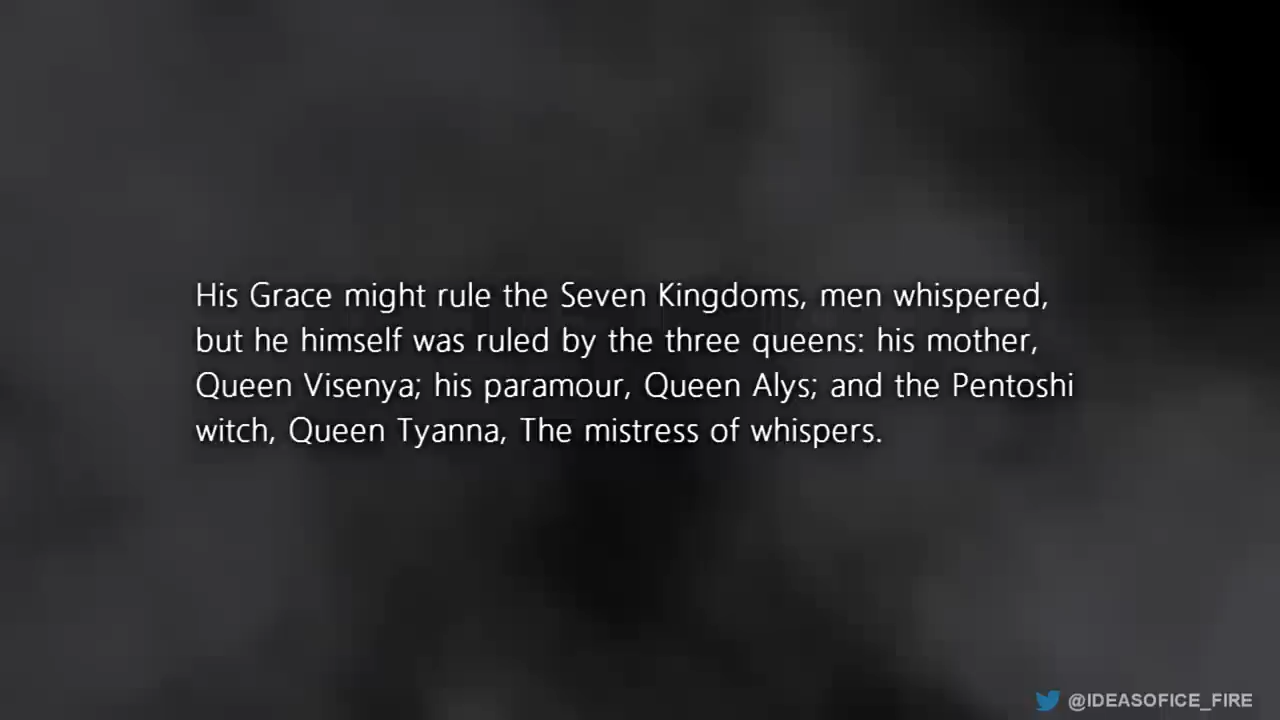 His Grace might rule the Seven Kingdoms, men whispered,
but he himself was ruled by the three queens: his mother,
Queen Visenya; his paramour, Queen Alys; and the Pentoshi
witch, Queen Tyanna, The mistress of whispers.
@IDEASOFICE_FIRE